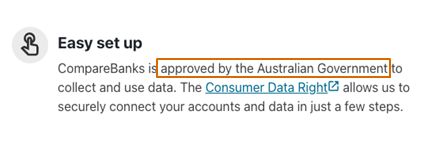 Easy set up
CompareBanks is approved by the Australian Government to
collect and use data. The Consumer Data Right allows us to
securely connect your accounts and data in just a few steps.